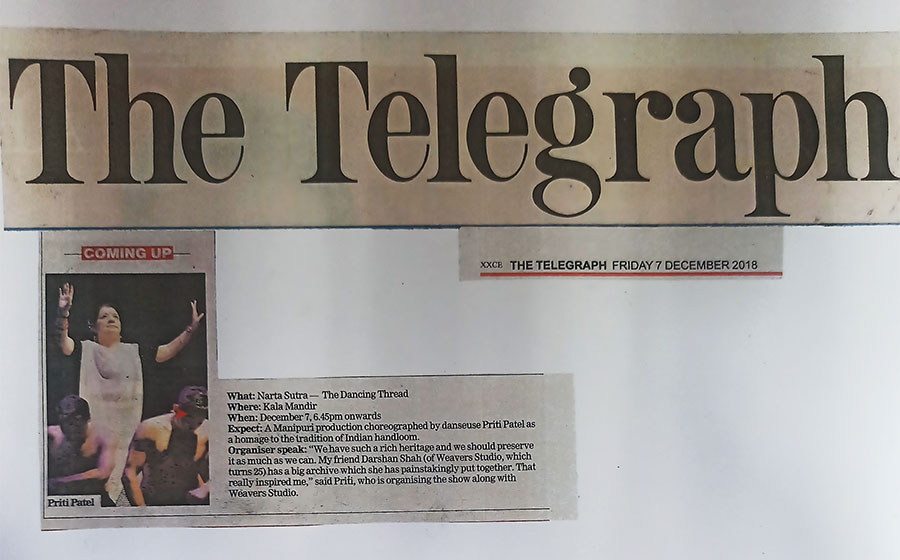 The Telegraph
COMING UP
XXCE THE TELEGRAPH FRIDAY 7 DECEMBER 2018
What: Narta Sutra — The Dancing Thread
Where: Kala Mandir
When: December 7, 6.45pm onwards
Expect: A Manipuri production choreographed by danseuse Priti Patel as
a homage to the tradition of Indian handloom.
Organiser speak: “We have such a rich heritage and we should preserve
it as much as we can. My friend Darshan Shah (of Weavers Studio, which
turns 25) has a big archive which she has painstakingly put together. That
really inspired me,” said Priti, who is organising the show along with
Weavers Studio.
Priti Patel